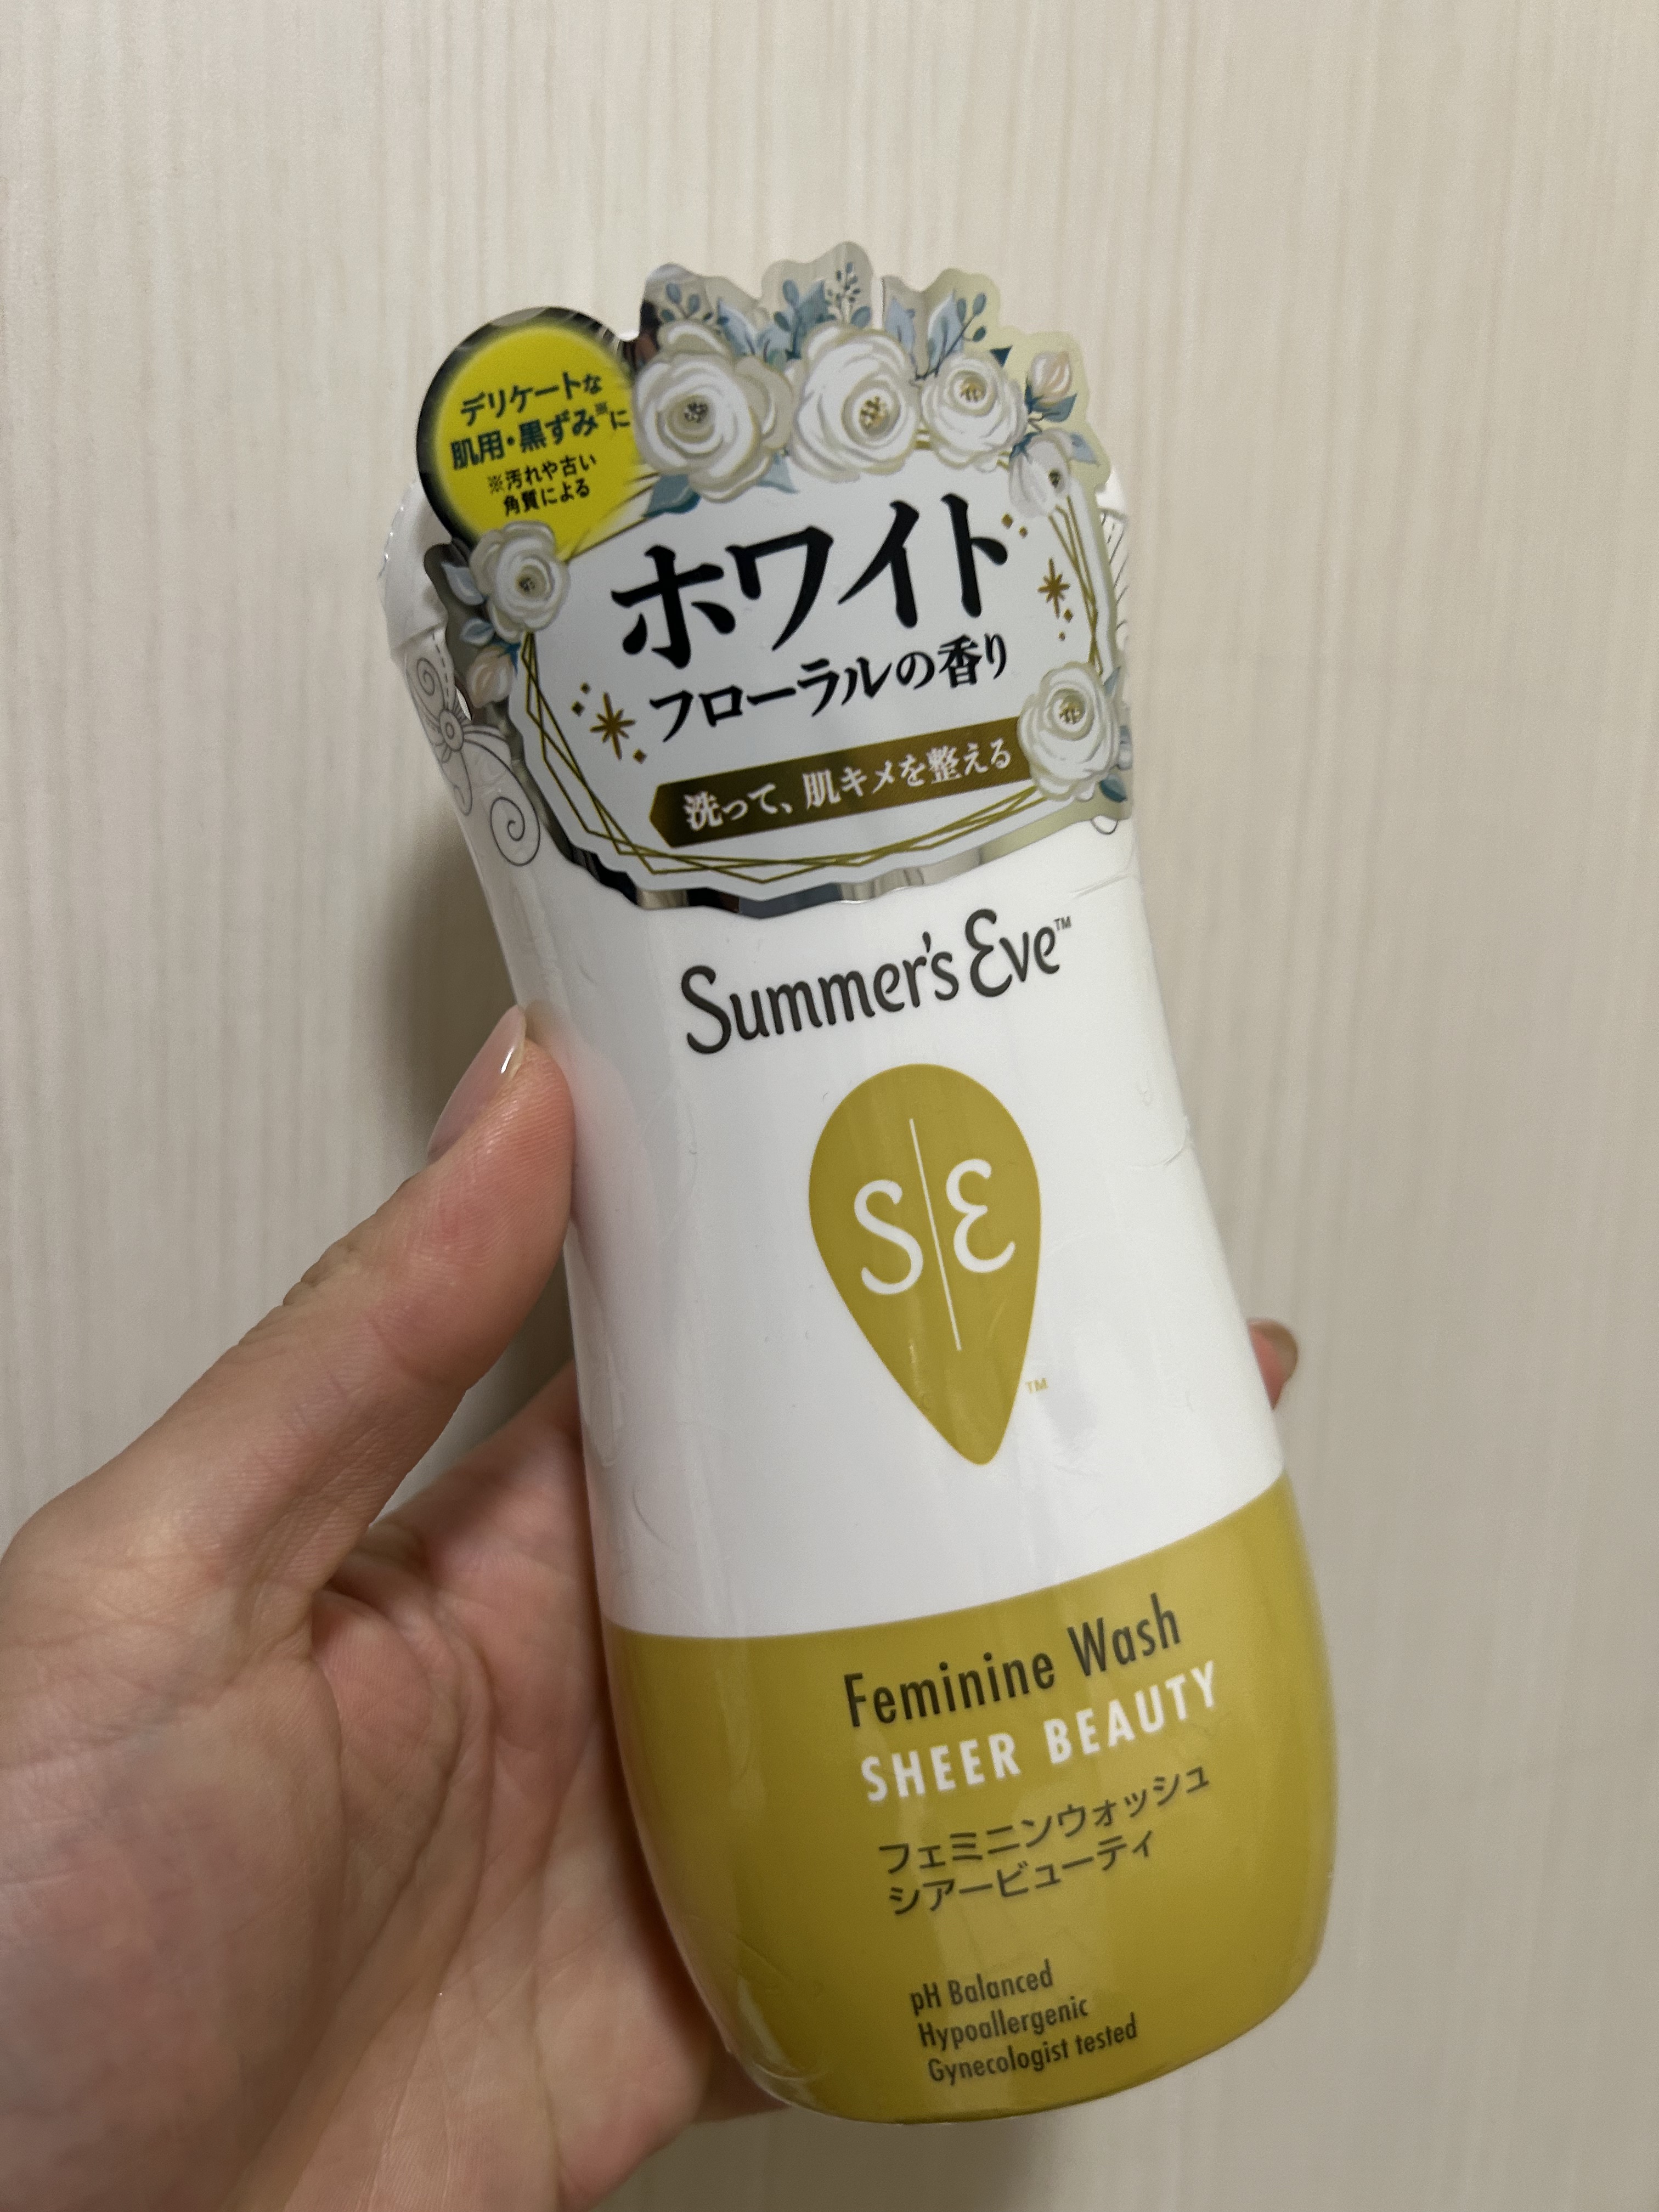 デリケートな
肌用・黒ずみ※に
※汚れや古い
角質による
ホワイト
フローラルの香り
洗って、肌キメを整える
Summer's Eve™
S|E
™
Feminine Wash
SHEER BEAUTY
フェミニンウォッシュ
シアービューティ
pH Balanced
Hypoallergenic
Gynecologist tested